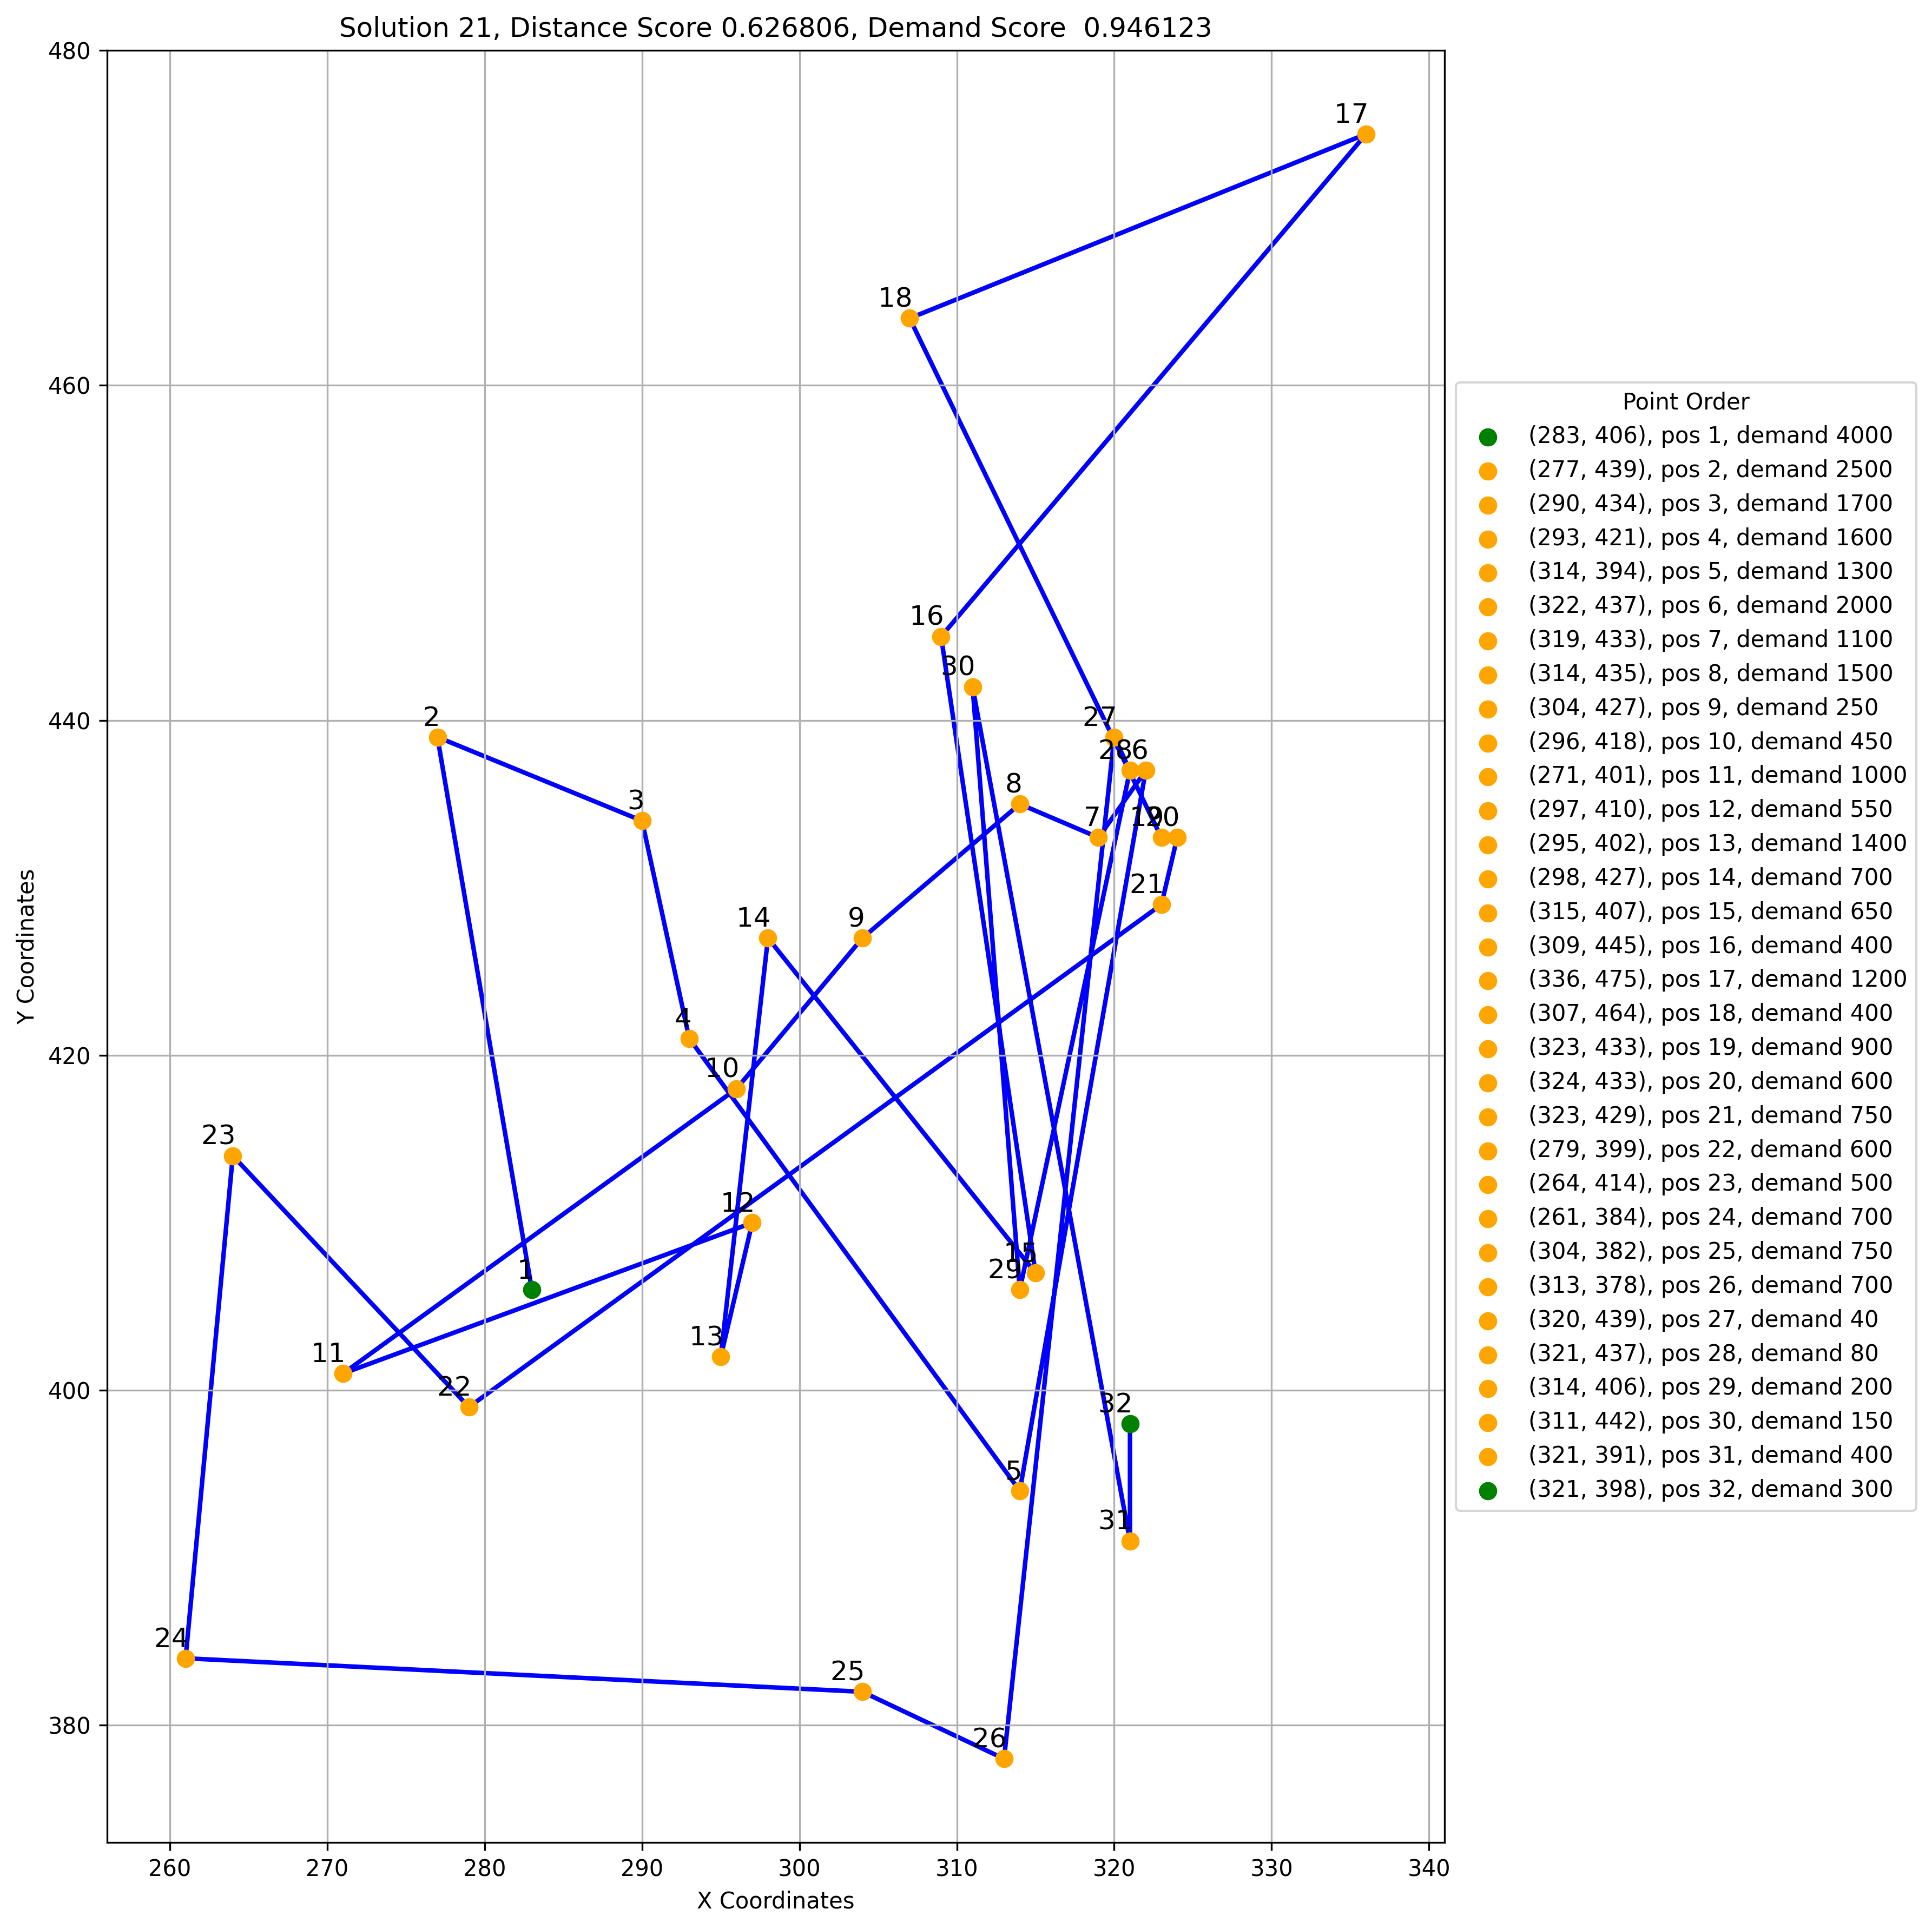 Solution 21, Distance Score 0.626806, Demand Score  0.946123
480
460
440
420
400
380
Y Coordinates
17
18
16
30
27
28
6
2
8
3
7
19
20
21
14
9
4
10
23
12
15
29
1
13
11
22
32
5
31
24
25
26
260
270
280
290
300
310
320
330
340
X Coordinates
Point Order
(283, 406), pos 1, demand 4000
(277, 439), pos 2, demand 2500
(290, 434), pos 3, demand 1700
(293, 421), pos 4, demand 1600
(314, 394), pos 5, demand 1300
(322, 437), pos 6, demand 2000
(319, 433), pos 7, demand 1100
(314, 435), pos 8, demand 1500
(304, 427), pos 9, demand 250
(296, 418), pos 10, demand 450
(271, 401), pos 11, demand 1000
(297, 410), pos 12, demand 550
(295, 402), pos 13, demand 1400
(298, 427), pos 14, demand 700
(315, 407), pos 15, demand 650
(309, 445), pos 16, demand 400
(336, 475), pos 17, demand 1200
(307, 464), pos 18, demand 400
(323, 433), pos 19, demand 900
(324, 433), pos 20, demand 600
(323, 429), pos 21, demand 750
(279, 399), pos 22, demand 600
(264, 414), pos 23, demand 500
(261, 384), pos 24, demand 700
(304, 382), pos 25, demand 750
(313, 378), pos 26, demand 700
(320, 439), pos 27, demand 40
(321, 437), pos 28, demand 80
(314, 406), pos 29, demand 200
(311, 442), pos 30, demand 150
(321, 391), pos 31, demand 400
(321, 398), pos 32, demand 300